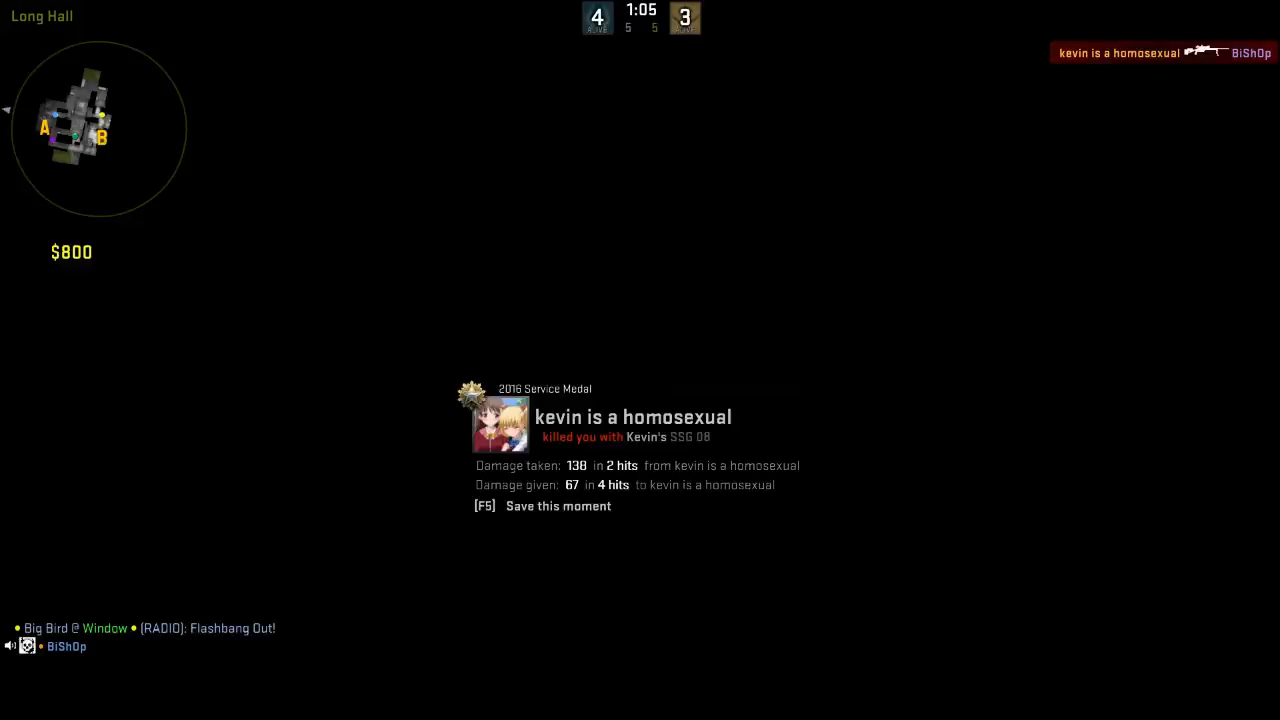 Long Hall
4
ALIVE
1:05
5 5
3
ALIVE
kevin is a homosexual BiShOp
A
B
$800
2016 Service Medal
kevin is a homosexual
killed you with Kevin's SSG 08
Damage taken: 138 in 2 hits from kevin is a homosexual
Damage given: 67 in 4 hits to kevin is a homosexual
[F5] Save this moment
• Big Bird @ Window • (RADIO): Flashbang Out!
• BiShOp